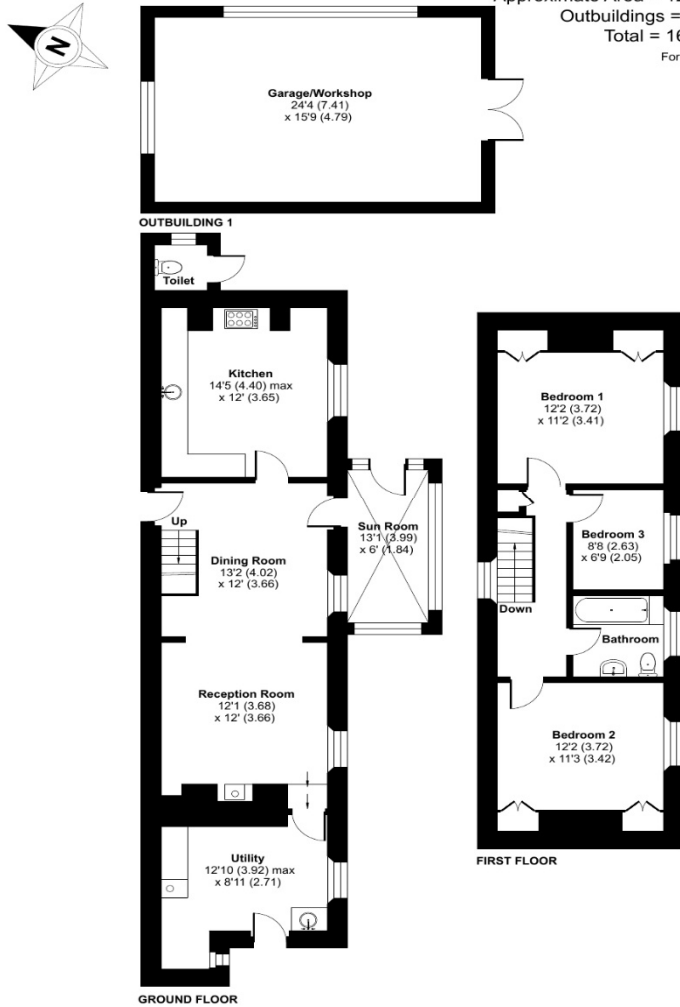 Outbuildings =
Total = 16
For
N
Garage/Workshop
24'4 (7.41)
x 15'9 (4.79)
OUTBUILDING 1
Toilet
Kitchen
14'5 (4.40) max
x 12' (3.65)
Up
Dining Room
13'2 (4.02)
x 12' (3.66)
Sun Room
13'1 (3.99)
x 6' (1.84)
Reception Room
12'1 (3.68)
x 12' (3.66)
Utility
12'10 (3.92) max
x 8'11 (2.71)
GROUND FLOOR
Bedroom 1
12'2 (3.72)
x 11'2 (3.41)
Bedroom 3
8'8 (2.63)
x 6'9 (2.05)
Down
Bathroom
Bedroom 2
12'2 (3.72)
x 11'3 (3.42)
FIRST FLOOR